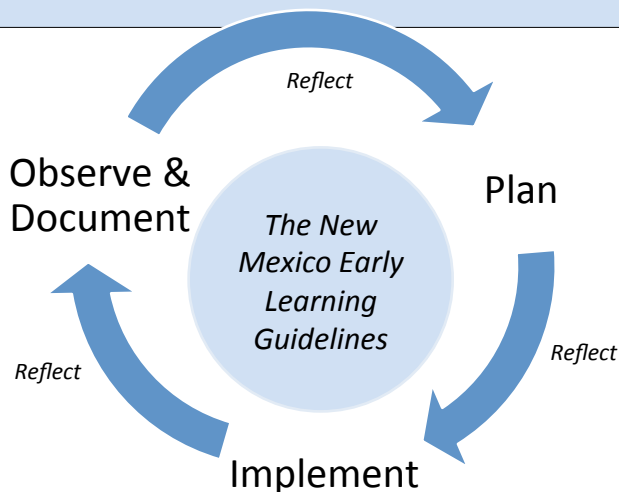 Reflect
Observe &
Document
Plan
The New
Mexico Early
Learning
Guidelines
Reflect
Reflect
Implement